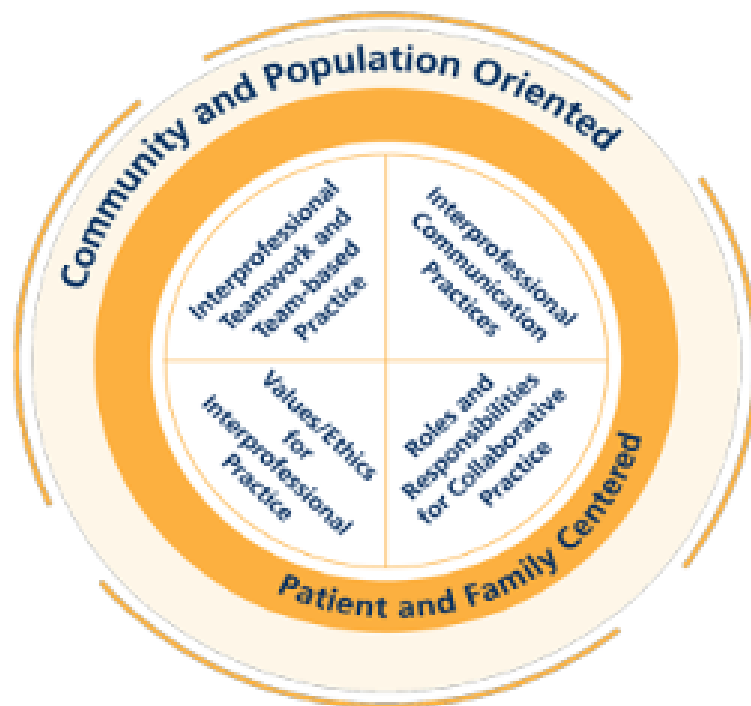 Community and Population Oriented
Interprofessional
Teamwork and
Team-based
Practice
Interprofessional
Communication
Practices
Values/Ethics
for
Interprofessional
Practice
Roles and
Responsibilities
for Collaborative
Practice
Patient and Family Centered